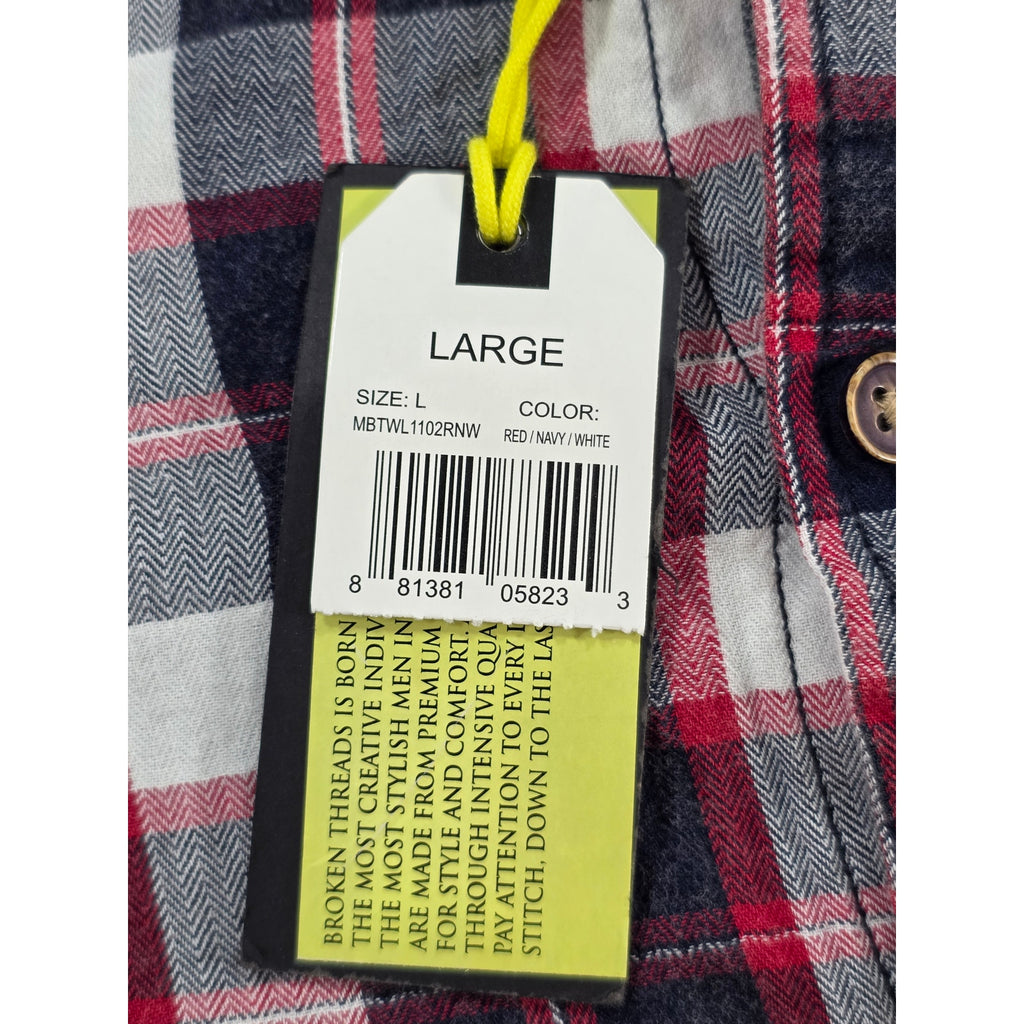 LARGE
SIZE: L
COLOR:
MBTWL1102RNW
RED / NAVY / WHITE
8 81381 05823 3
BROKEN THREADS IS BORN
THE MOST CREATIVE INDIV
THE MOST STYLISH MEN IN
ARE MADE FROM PREMIUM
FOR STYLE AND COMFORT.
THROUGH INTENSIVE QUA
PAY ATTENTION TO EVERY
STITCH, DOWN TO THE LAS